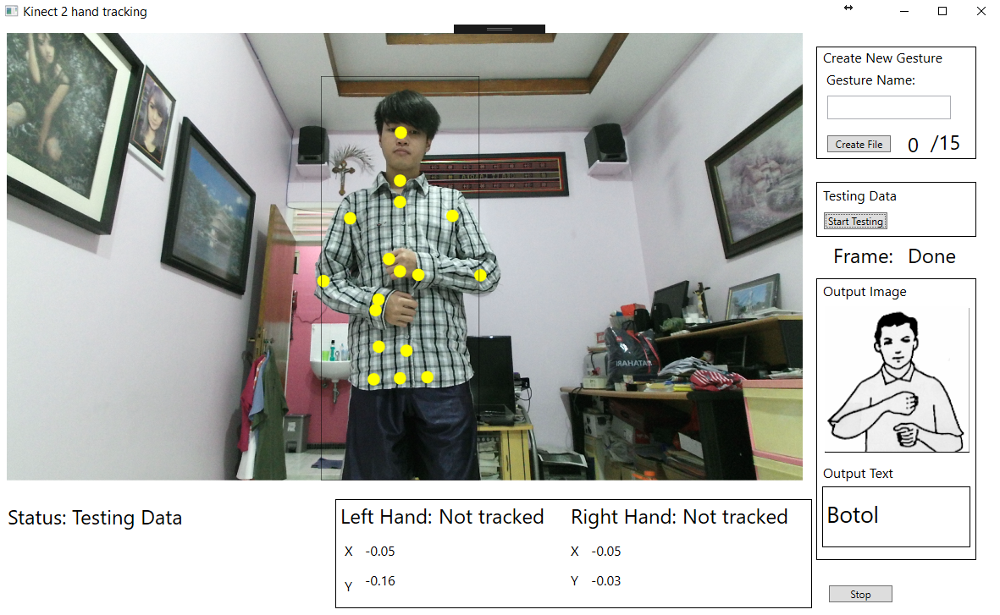 Kinect 2 hand tracking
Create New Gesture
Gesture Name:
Create File
0 /15
Testing Data
Start Testing
Frame: Done
Output Image
Output Text
Botol
Status: Testing Data
Left Hand: Not tracked
X -0.05
Y -0.16
Right Hand: Not tracked
X -0.05
Y -0.03
Stop